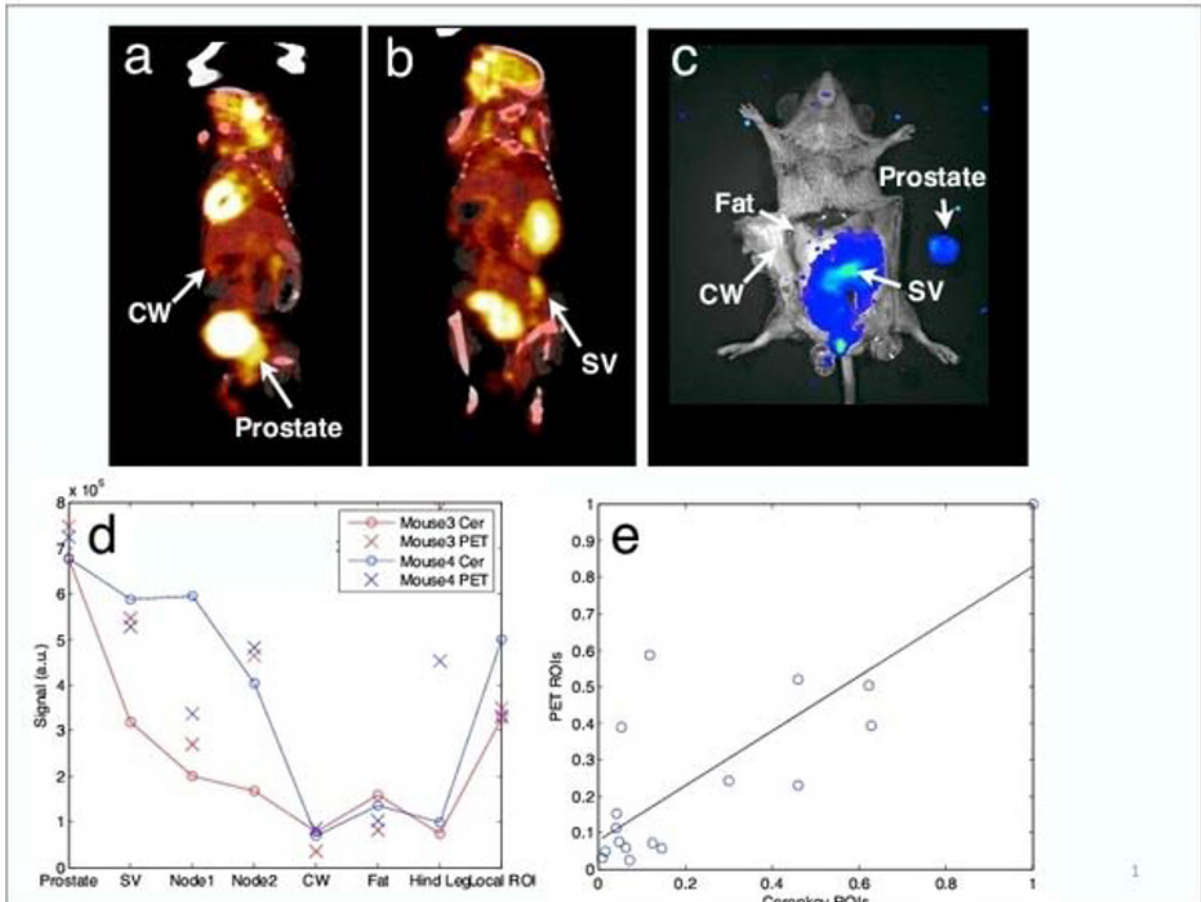 a
b
c
CW
Prostate
SV
Fat
CW
Prostate
SV
d
x 10^5
8
7
6
5
4
3
2
1
0
Signal (a.u.)
Prostate SV Node1 Node2 CW Fat Hind Leg Local ROI
Mouse3 Cer
Mouse3 PET
Mouse4 Cer
Mouse4 PET
e
1
0.9
0.8
0.7
0.6
0.5
0.4
0.3
0.2
0.1
0
PET ROIs
0 0.2 0.4 0.6 0.8 1
1